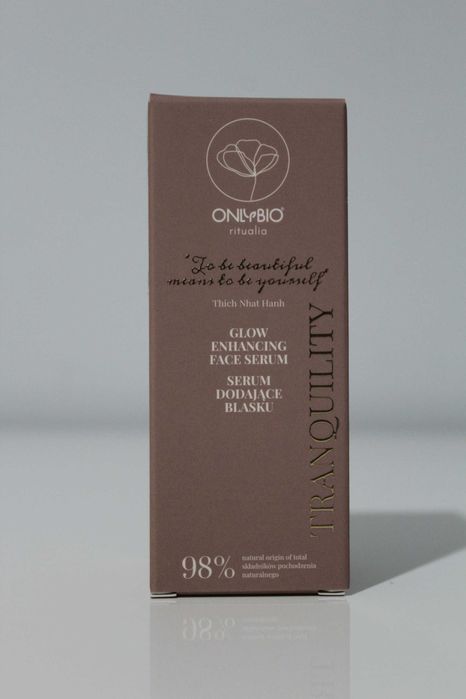 ONLYBIO®
ritualia
"To be beautiful
means to be yourself"
Thich Nhat Hanh
GLOW
ENHANCING
FACE SERUM
SERUM
DODAJĄCE
BLASKU
TRANQUILITY
98%
natural origin of total
składników pochodzenia
naturalnego